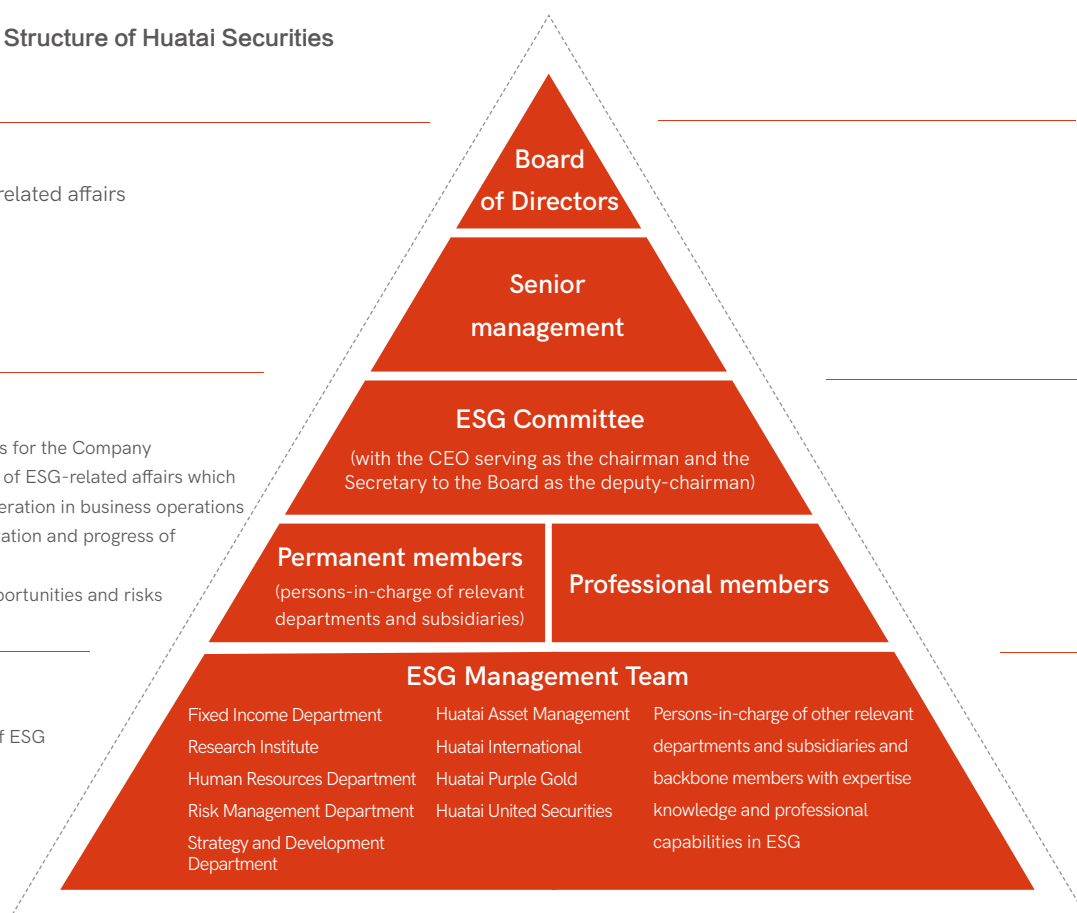 Structure of Huatai Securities
related affairs
s for the Company
of ESG-related affairs which
eration in business operations
ation and progress of
portunities and risks
f ESG
Board
of Directors
Senior
management
ESG Committee
(with the CEO serving as the chairman and the
Secretary to the Board as the deputy-chairman)
Permanent members
(persons-in-charge of relevant
departments and subsidiaries)
Professional members
ESG Management Team
Fixed Income Department
Research Institute
Human Resources Department
Risk Management Department
Strategy and Development
Department
Huatai Asset Management
Huatai International
Huatai Purple Gold
Huatai United Securities
Persons-in-charge of other relevant
departments and subsidiaries and
backbone members with expertise
knowledge and professional
capabilities in ESG